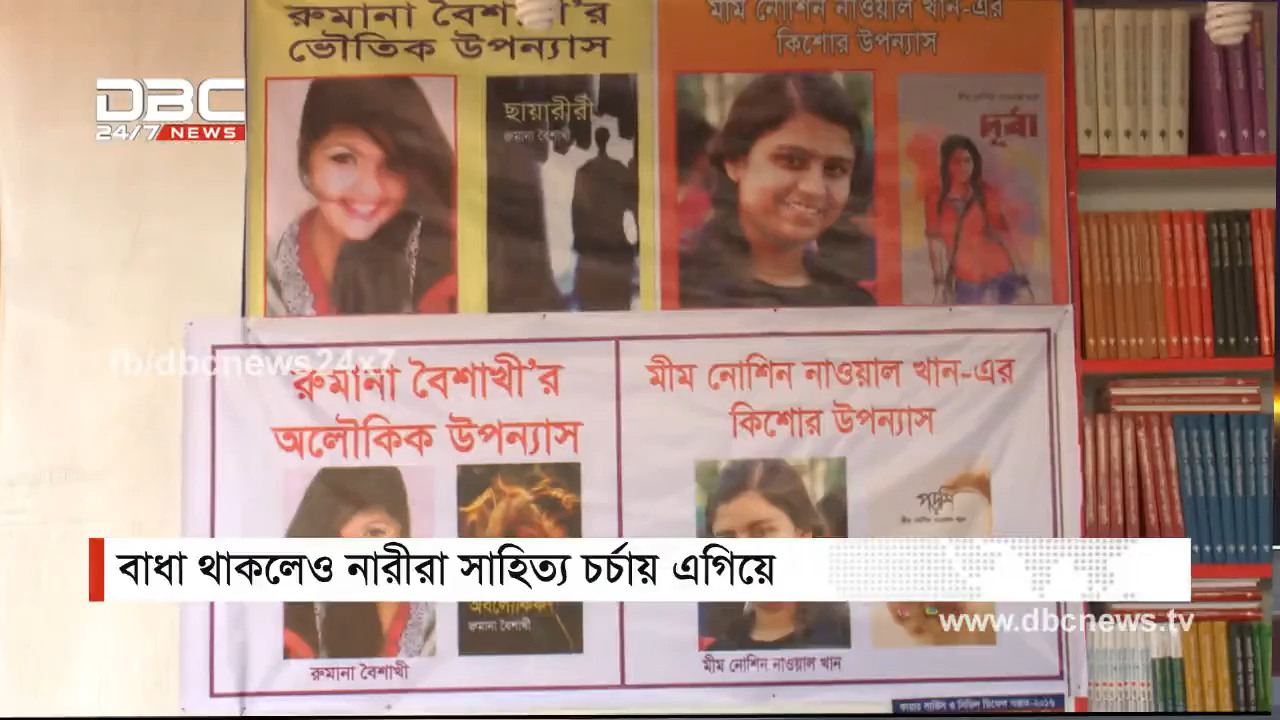 রুমানা বৈশাখী'র
ভৌতিক উপন্যাস
মীম নোশিন নাওয়াল খান-এর
কিশোর উপন্যাস
DBC
24/7 NEWS
ছায়ারীরী
রুমানা বৈশাখী
দূর্বা
fb/dbcnews24x7
রুমানা বৈশাখী'র
অলৌকিক উপন্যাস
মীম নোশিন নাওয়াল খান-এর
কিশোর উপন্যাস
বাধা থাকলেও নারীরা সাহিত্য চর্চায় এগিয়ে
রুমানা বৈশাখী
www.dbcnews.tv
রুমানা বৈশাখী
মীম নোশিন নাওয়াল খান
ফায়ার সার্ভিস ও সিভিল ডিফেন্স